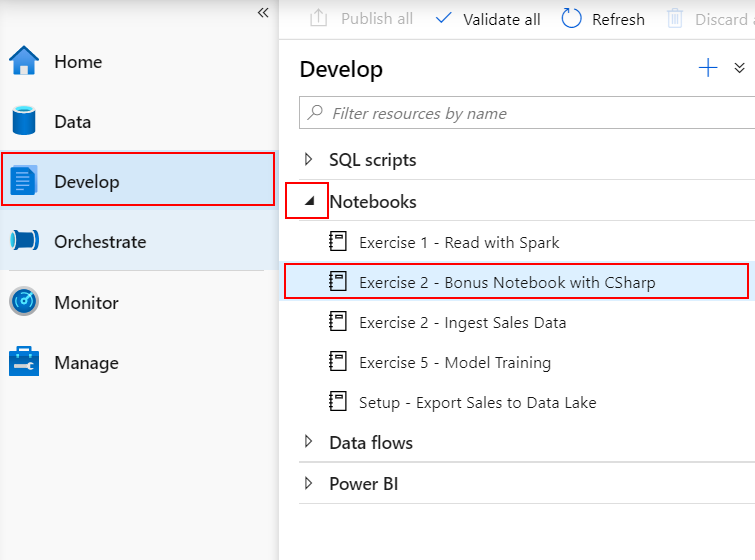 Publish all
Validate all
Refresh
Discard
Home
Data
Develop
Orchestrate
Monitor
Manage
Develop
Filter resources by name
SQL scripts
Notebooks
Exercise 1 - Read with Spark
Exercise 2 - Bonus Notebook with CSharp
Exercise 2 - Ingest Sales Data
Exercise 5 - Model Training
Setup - Export Sales to Data Lake
Data flows
Power BI